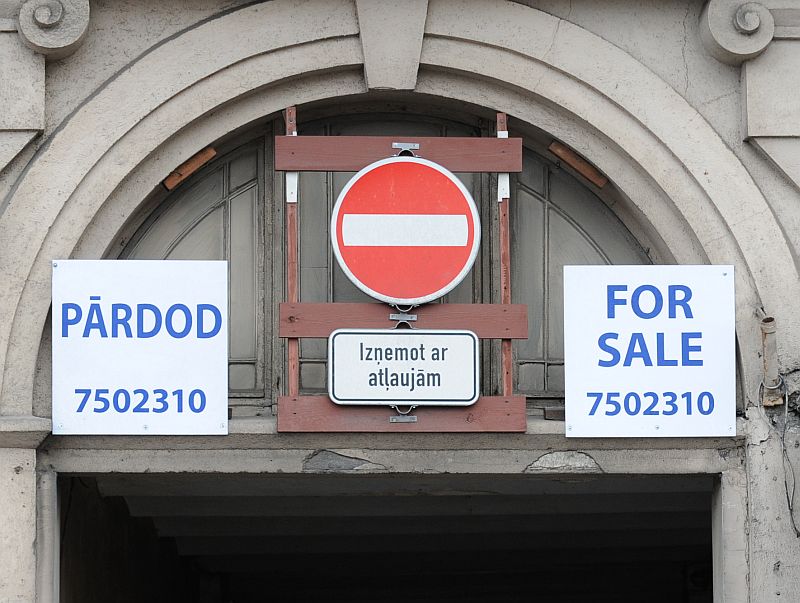 PĀRDOD
7502310
Izņemot ar
atļaujām
FOR
SALE
7502310